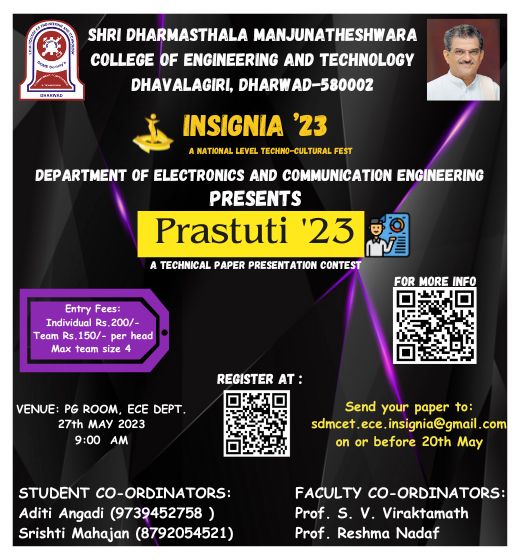 SHRI DHARMASTHALA MANJUNATHESHWARA
COLLEGE OF ENGINEERING AND TECHNOLOGY
DHAVALAGIRI, DHARWAD-580002
DHARWAD
INSIGNIA '23
A NATIONAL LEVEL TECHNO-CULTURAL FEST
DEPARTMENT OF ELECTRONICS AND COMMUNICATION ENGINEERING
PRESENTS
Prastuti '23
A TECHNICAL PAPER PRESENTATION CONTEST
FOR MORE INFO
Entry Fees:
Individual Rs.200/-
Team Rs.150/- per head
Max team size 4
REGISTER AT :
VENUE: PG ROOM, ECE DEPT.
27th MAY 2023
9:00 AM
Send your paper to:
sdmcet.ece.insignia@gmail.com
on or before 20th May
STUDENT CO-ORDINATORS:
Aditi Angadi (9739452758 )
Srishti Mahajan (8792054521)
FACULTY CO-ORDINATORS:
Prof. S. V. Viraktamath
Prof. Reshma Nadaf